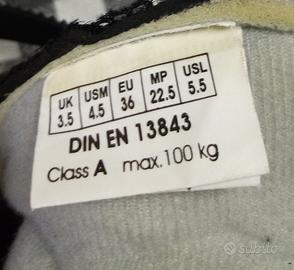 UK USM EU MP USL
3.5 4.5 36 22.5 5.5
DIN EN 13843
Class A max.100 kg
subito